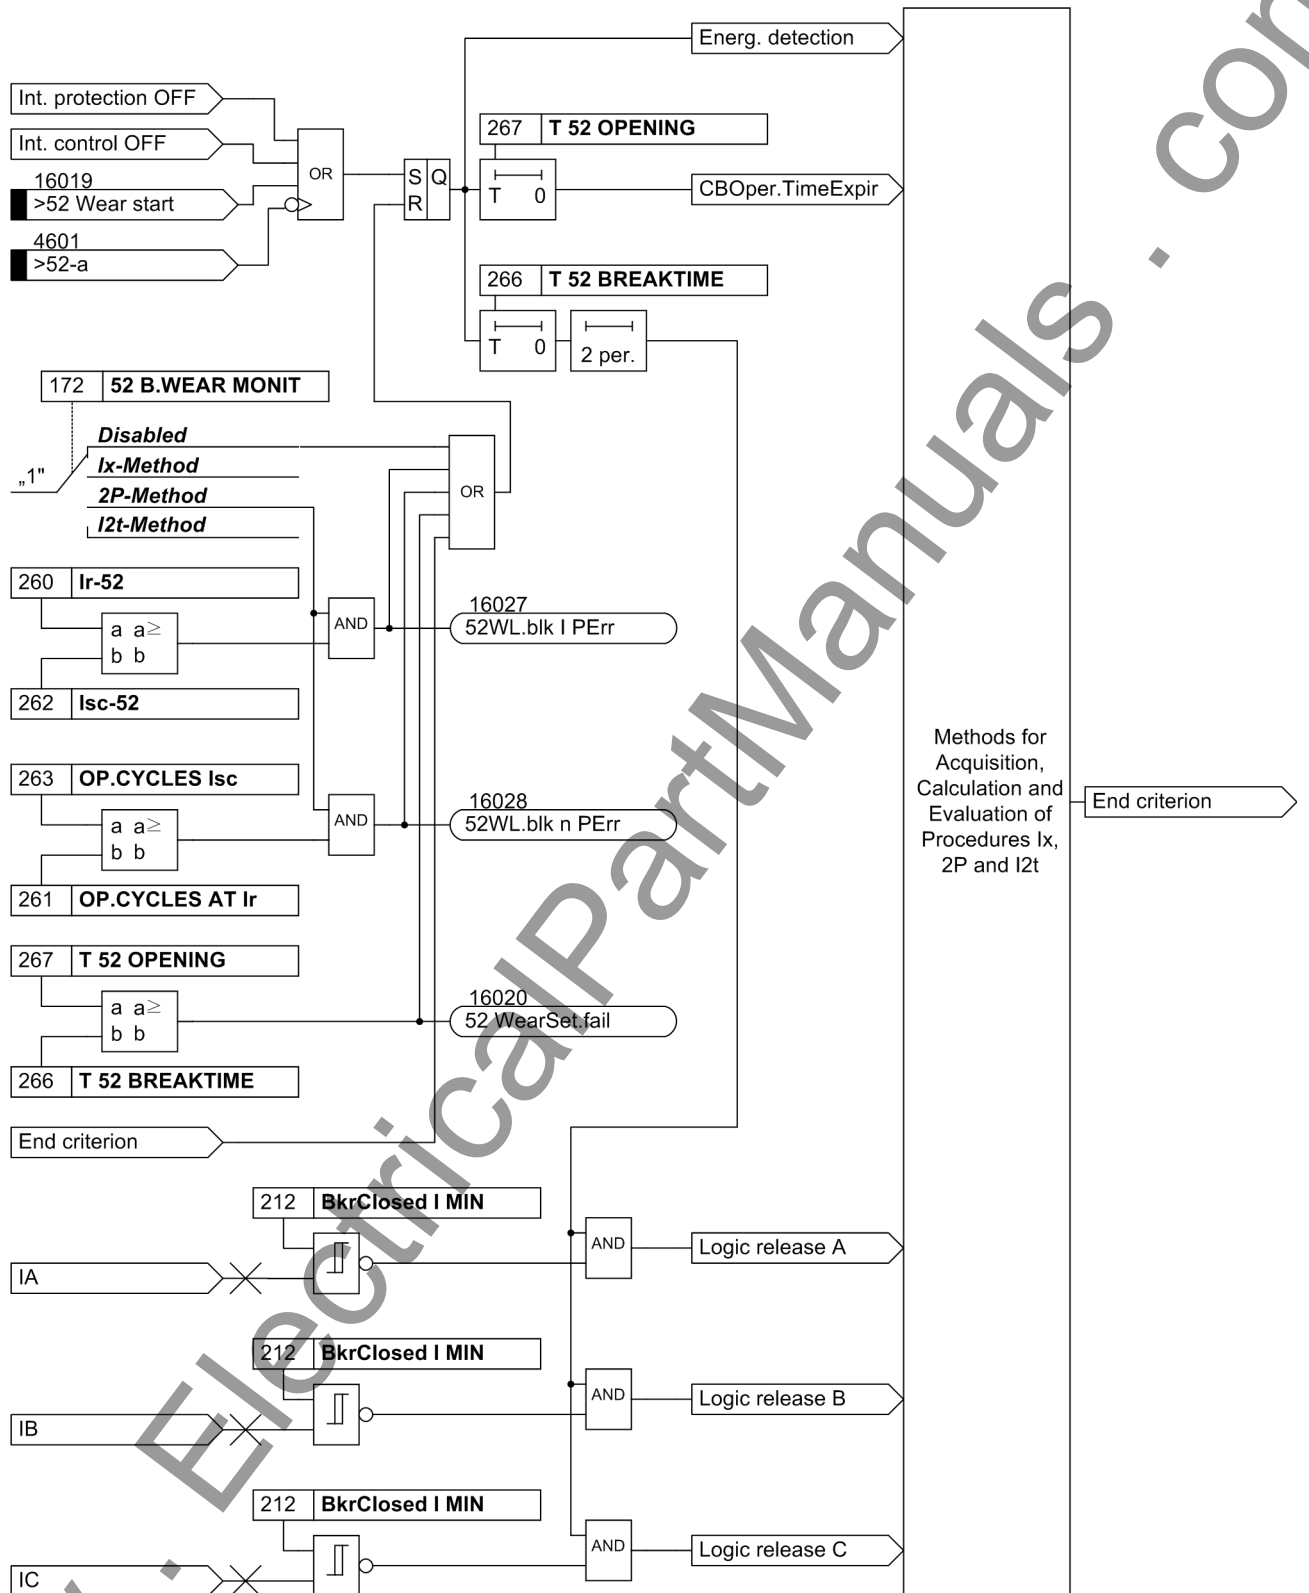 Energ. detection
Int. protection OFF
267 T 52 OPENING
Int. control OFF
OR
S Q
R
16019
>52 Wear start
T 0
CBOper.TimeExpir
4601
>52-a
266 T 52 BREAKTIME
T 0
2 per.
172 52 B.WEAR MONIT
Disabled
„1"
Ix-Method
2P-Method
I2t-Method
OR
260 Ir-52
a a≥
b b
AND
16027
52WL.blk I PErr
262 Isc-52
Methods for
Acquisition,
Calculation and
Evaluation of
Procedures Ix,
2P and I2t
End criterion
263 OP.CYCLES Isc
a a≥
b b
AND
16028
52WL.blk n PErr
261 OP.CYCLES AT Ir
267 T 52 OPENING
a a≥
b b
16020
52 WearSet.fail
266 T 52 BREAKTIME
End criterion
212 BkrClosed I MIN
IA
AND
Logic release A
212 BkrClosed I MIN
IB
AND
Logic release B
212 BkrClosed I MIN
IC
AND
Logic release C
. ElectricalPartManuals . com